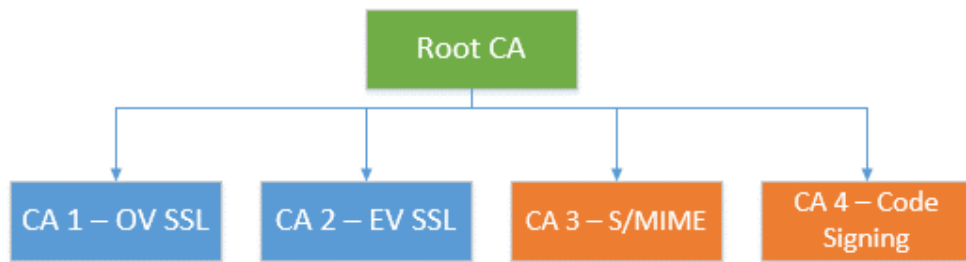 Root CA
CA 1 – OV SSL
CA 2 – EV SSL
CA 3 – S/MIME
CA 4 – Code
Signing